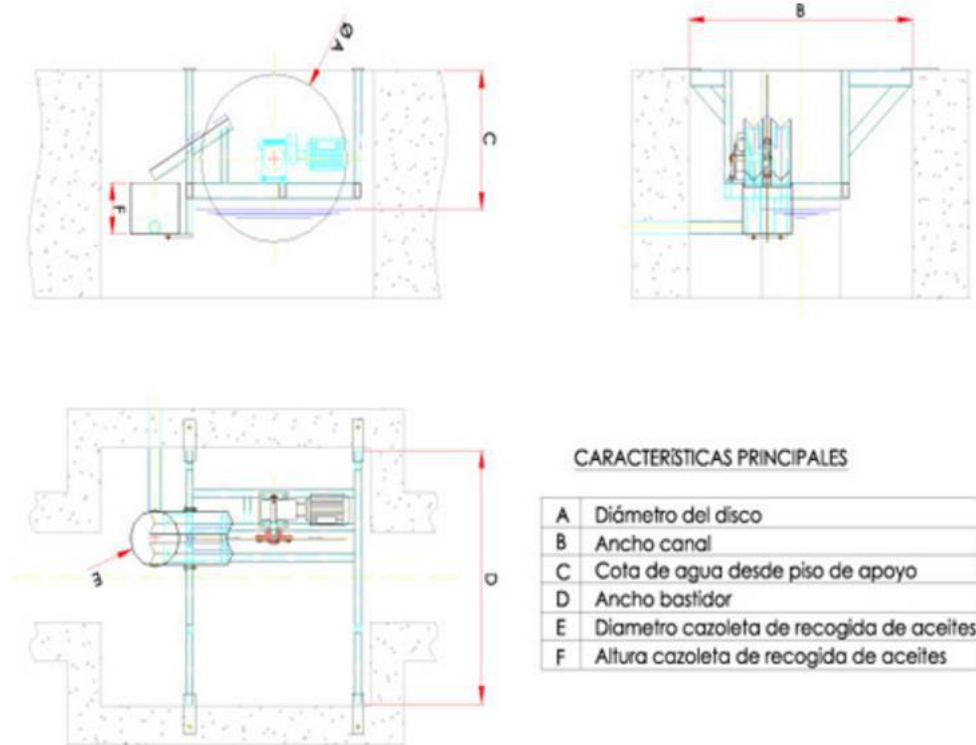 Ø A
B
C
F
E
D
CARACTERÍSTICAS PRINCIPALES
A Diámetro del disco
B Ancho canal
C Cota de agua desde piso de apoyo
D Ancho bastidor
E Diametro cazoleta de recogida de aceites
F Altura cazoleta de recogida de aceites